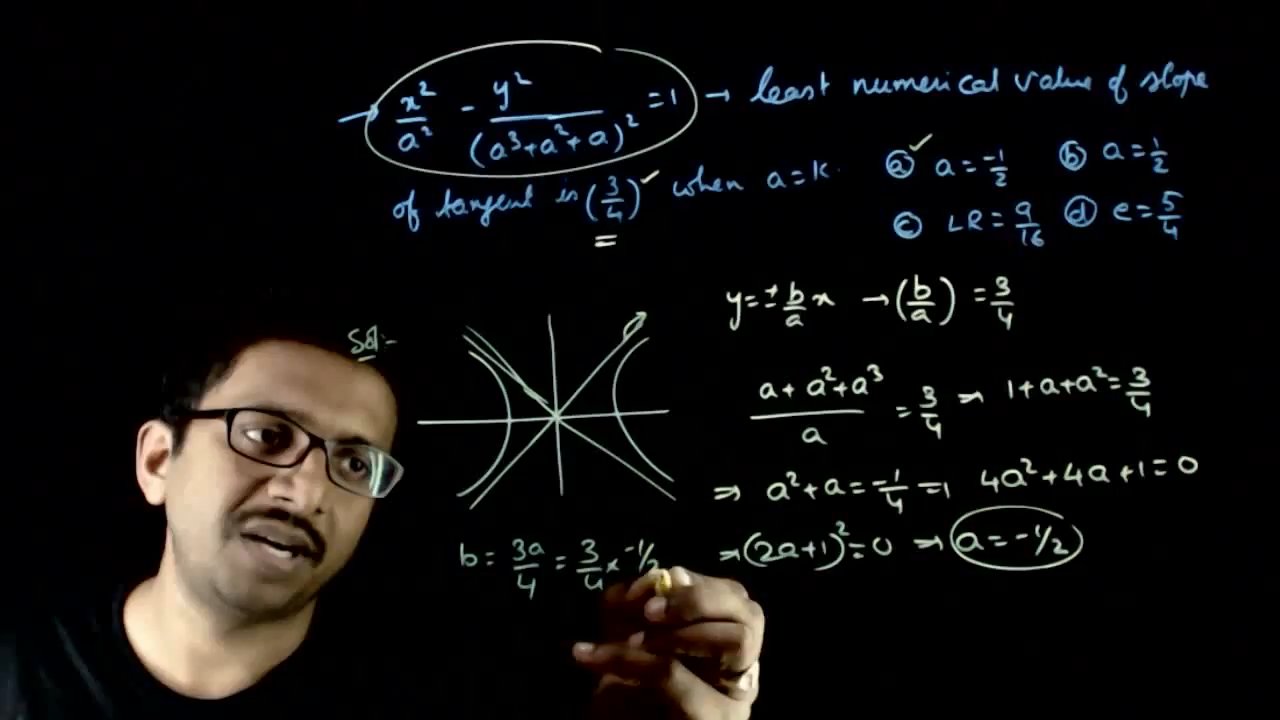 x²/a² - y²/(a³+a²+a)² = 1 → least numerical value of slope
of tangent is (3/4) when a=k.
ⓐ a = -1/2 ⓑ a = 1/2
ⓒ LR = 9/16 ⓓ e = 5/4
Sol:-
y = ± b/a x → (b/a) = 3/4
a + a² + a³ / a = 3/4 ⇒ 1 + a + a² = 3/4
⇒ a² + a = -1/4 ⇒ 4a² + 4a + 1 = 0
⇒ (2a+1)² = 0 ⇒ a = -1/2
b = 3a/4 = 3/4 × -1/2